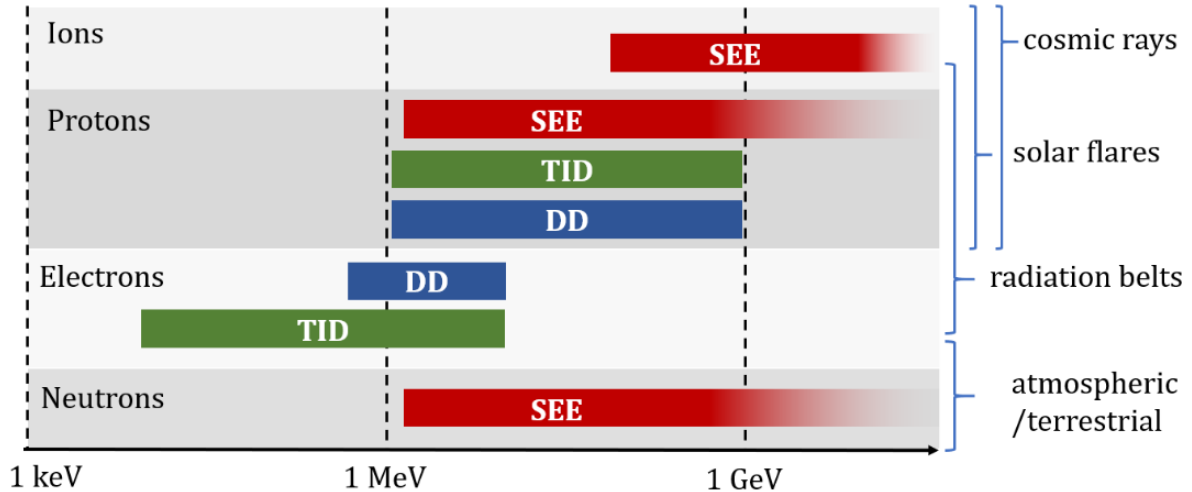 Ions
SEE
cosmic rays
Protons
SEE
solar flares
TID
DD
Electrons
DD
radiation belts
TID
Neutrons
SEE
atmospheric
/terrestrial
1 keV
1 MeV
1 GeV